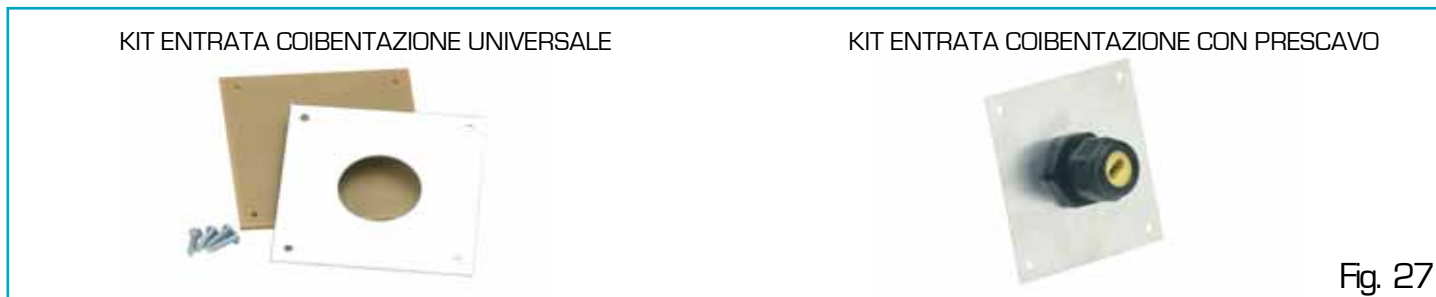 KIT ENTRATA COIBENTAZIONE UNIVERSALE
KIT ENTRATA COIBENTAZIONE CON PRESCAVO
Fig. 27